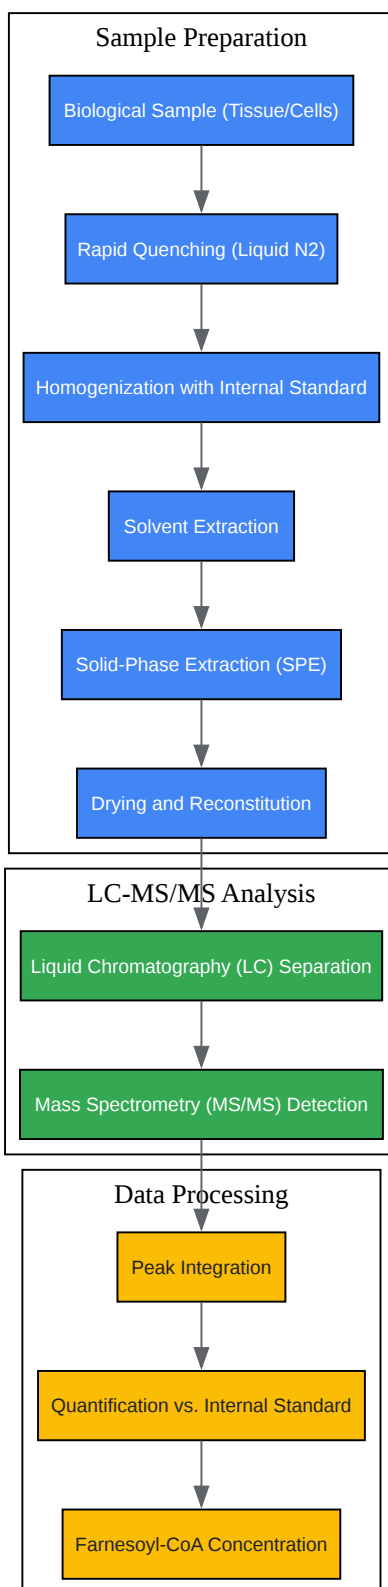 Sample Preparation
Biological Sample (Tissue/Cells)
Rapid Quenching (Liquid N2)
Homogenization with Internal Standard
Solvent Extraction
Solid-Phase Extraction (SPE)
Drying and Reconstitution
LC-MS/MS Analysis
Liquid Chromatography (LC) Separation
Mass Spectrometry (MS/MS) Detection
Data Processing
Peak Integration
Quantification vs. Internal Standard
Farnesoyl-CoA Concentration